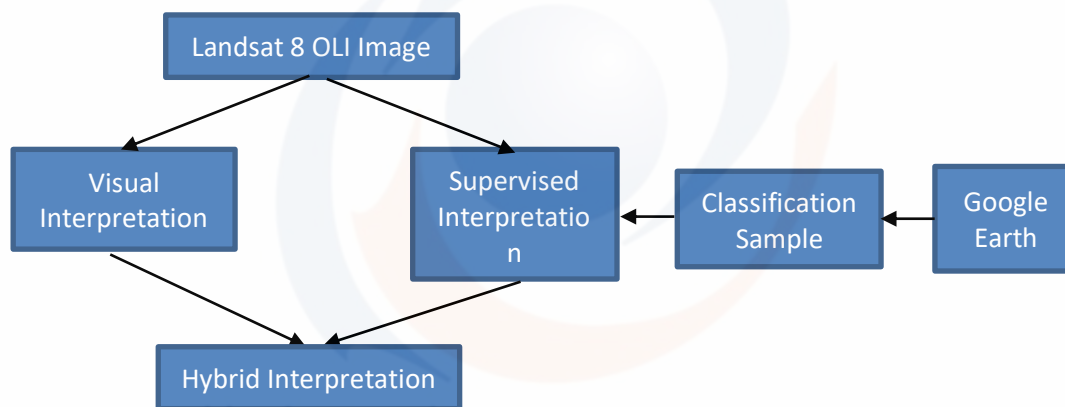 Landsat 8 OLI Image
Visual
Interpretation
Supervised
Interpretatio
n
Classification
Sample
Google
Earth
Hybrid Interpretation